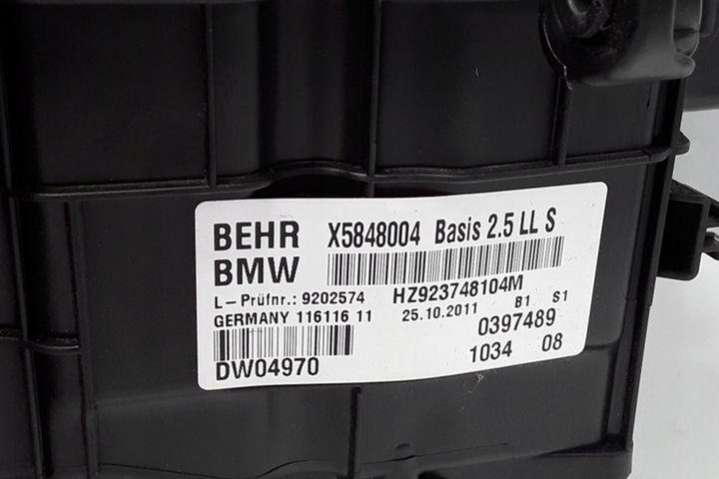 BEHR X5848004 Basis 2.5 LL S
BMW
HZ923748104M
L-Prüfnr.: 9202574
25.10.2011 B1 S1
GERMANY 116116 11
0397489
DW04970
1034 08